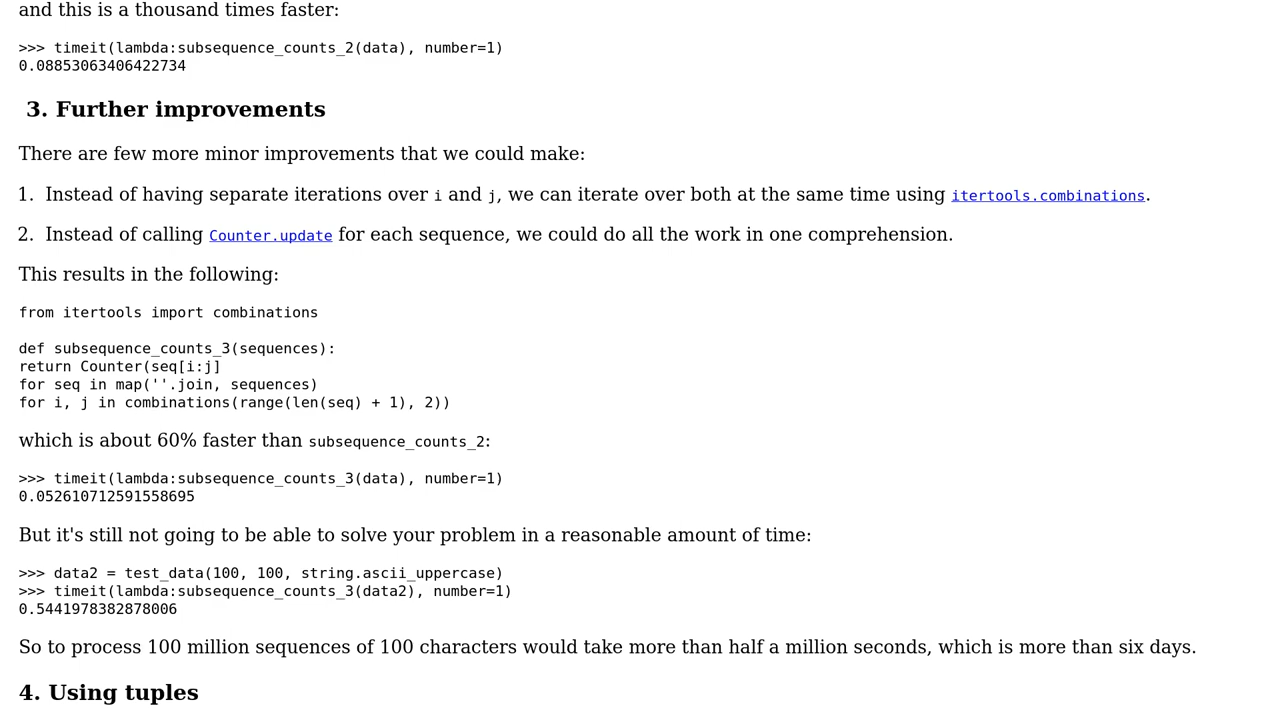 and this is a thousand times faster:
>>> timeit(lambda:subsequence_counts_2(data), number=1)
0.08853063406422734
3. Further improvements
There are few more minor improvements that we could make:
1. Instead of having separate iterations over i and j, we can iterate over both at the same time using itertools.combinations.
2. Instead of calling Counter.update for each sequence, we could do all the work in one comprehension.
This results in the following:
from itertools import combinations
def subsequence_counts_3(sequences):
return Counter(seq[i:j]
for seq in map(''.join, sequences)
for i, j in combinations(range(len(seq) + 1), 2))
which is about 60% faster than subsequence_counts_2:
>>> timeit(lambda:subsequence_counts_3(data), number=1)
0.052610712591558695
But it's still not going to be able to solve your problem in a reasonable amount of time:
>>> data2 = test_data(100, 100, string.ascii_uppercase)
>>> timeit(lambda:subsequence_counts_3(data2), number=1)
0.5441978382878006
So to process 100 million sequences of 100 characters would take more than half a million seconds, which is more than six days.
4. Using tuples